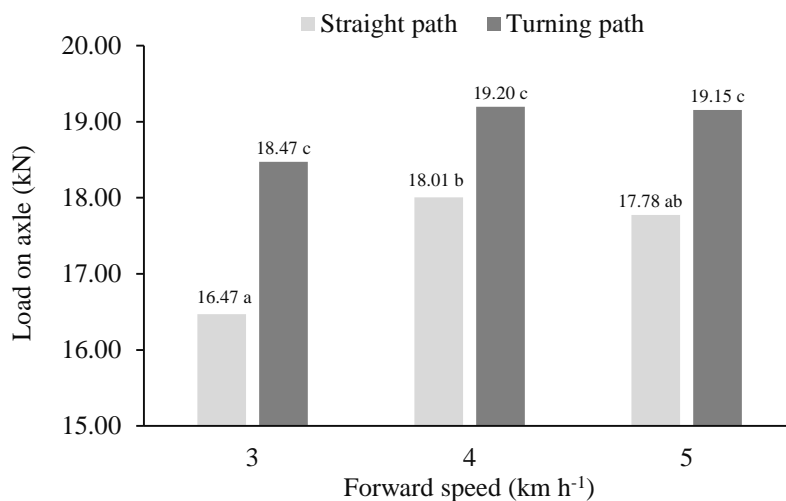 Straight path Turning path
20.00
19.00
18.00
17.00
16.00
15.00
Load on axle (kN)
16.47 a
18.47 c
18.01 b
19.20 c
17.78 ab
19.15 c
3 4 5
Forward speed (km h-1)